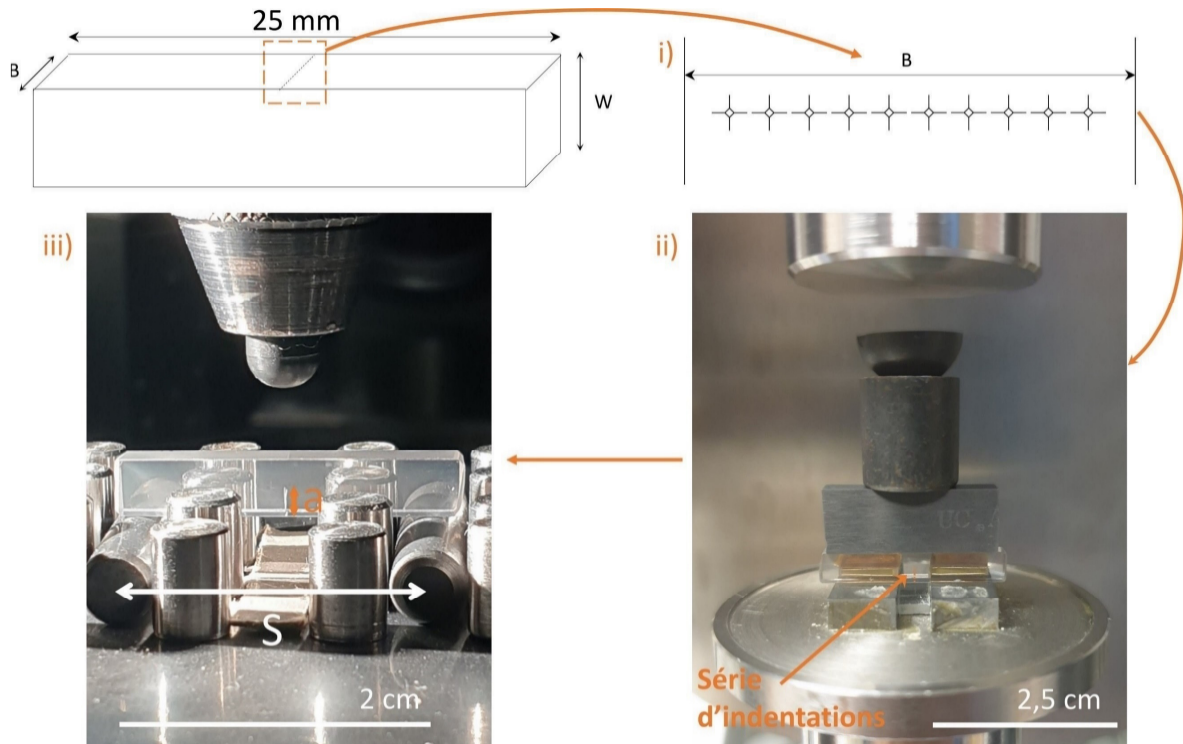 25 mm
B
W
i)
B
iii)
a
S
2 cm
ii)
Série
d'indentations
2,5 cm